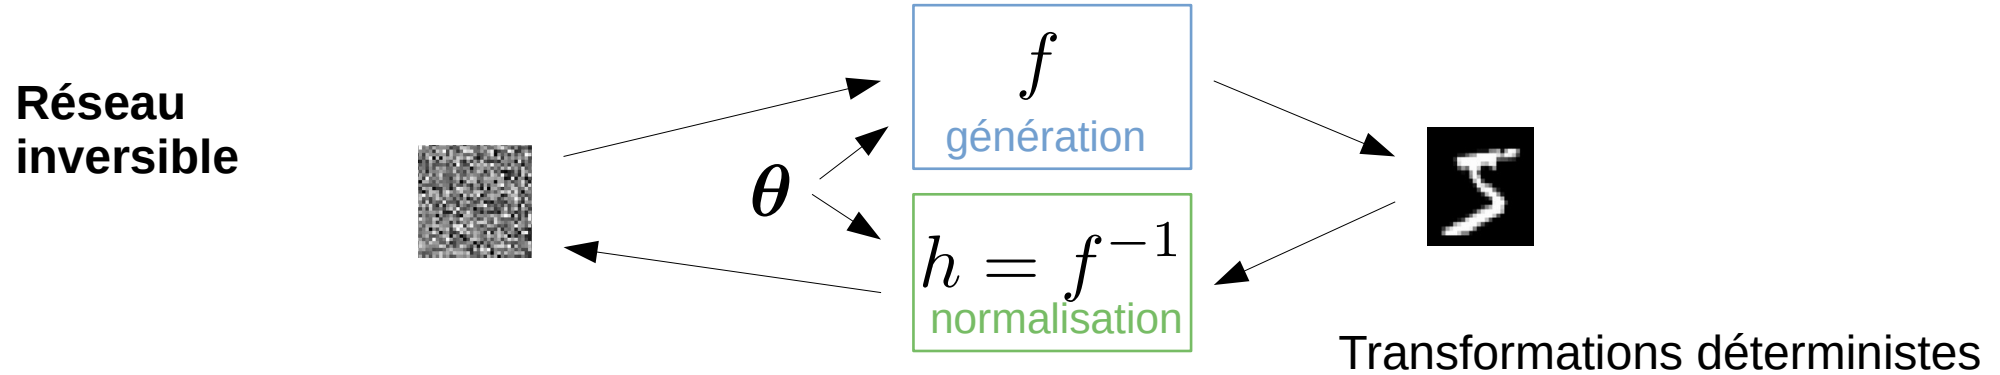 Réseau
inversible
θ
f
génération
h = f⁻¹
normalisation
Transformations déterministes